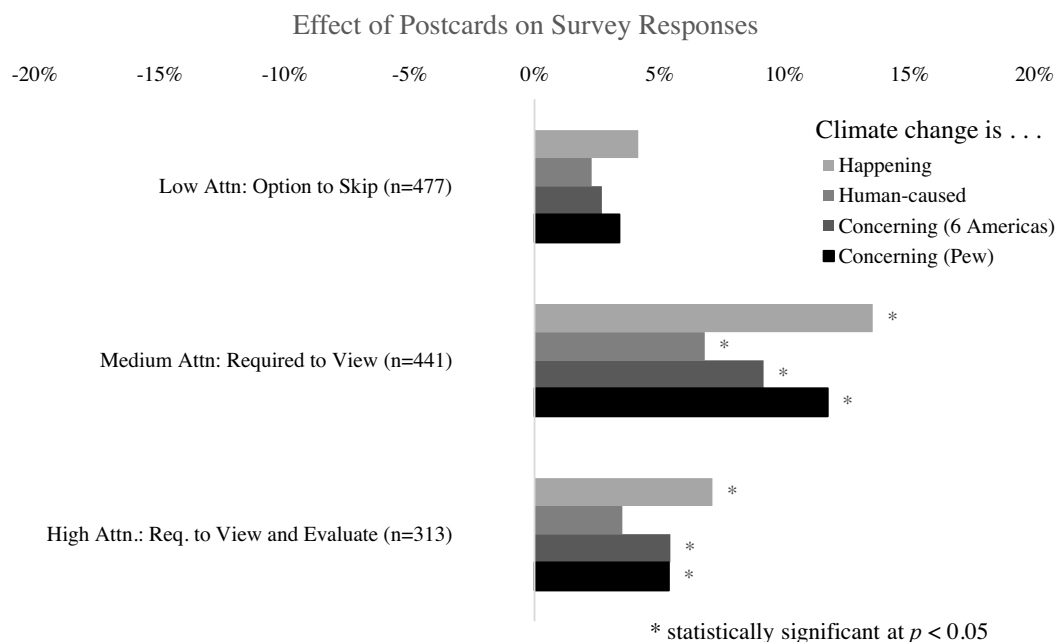 Effect of Postcards on Survey Responses
-20% -15% -10% -5% 0% 5% 10% 15% 20%
Climate change is . . .
Happening
Human-caused
Concerning (6 Americas)
Concerning (Pew)
Low Attn: Option to Skip (n=477)
*
Medium Attn: Required to View (n=441)
*
*
*
*
High Attn.: Req. to View and Evaluate (n=313)
*
*
* statistically significant at p < 0.05